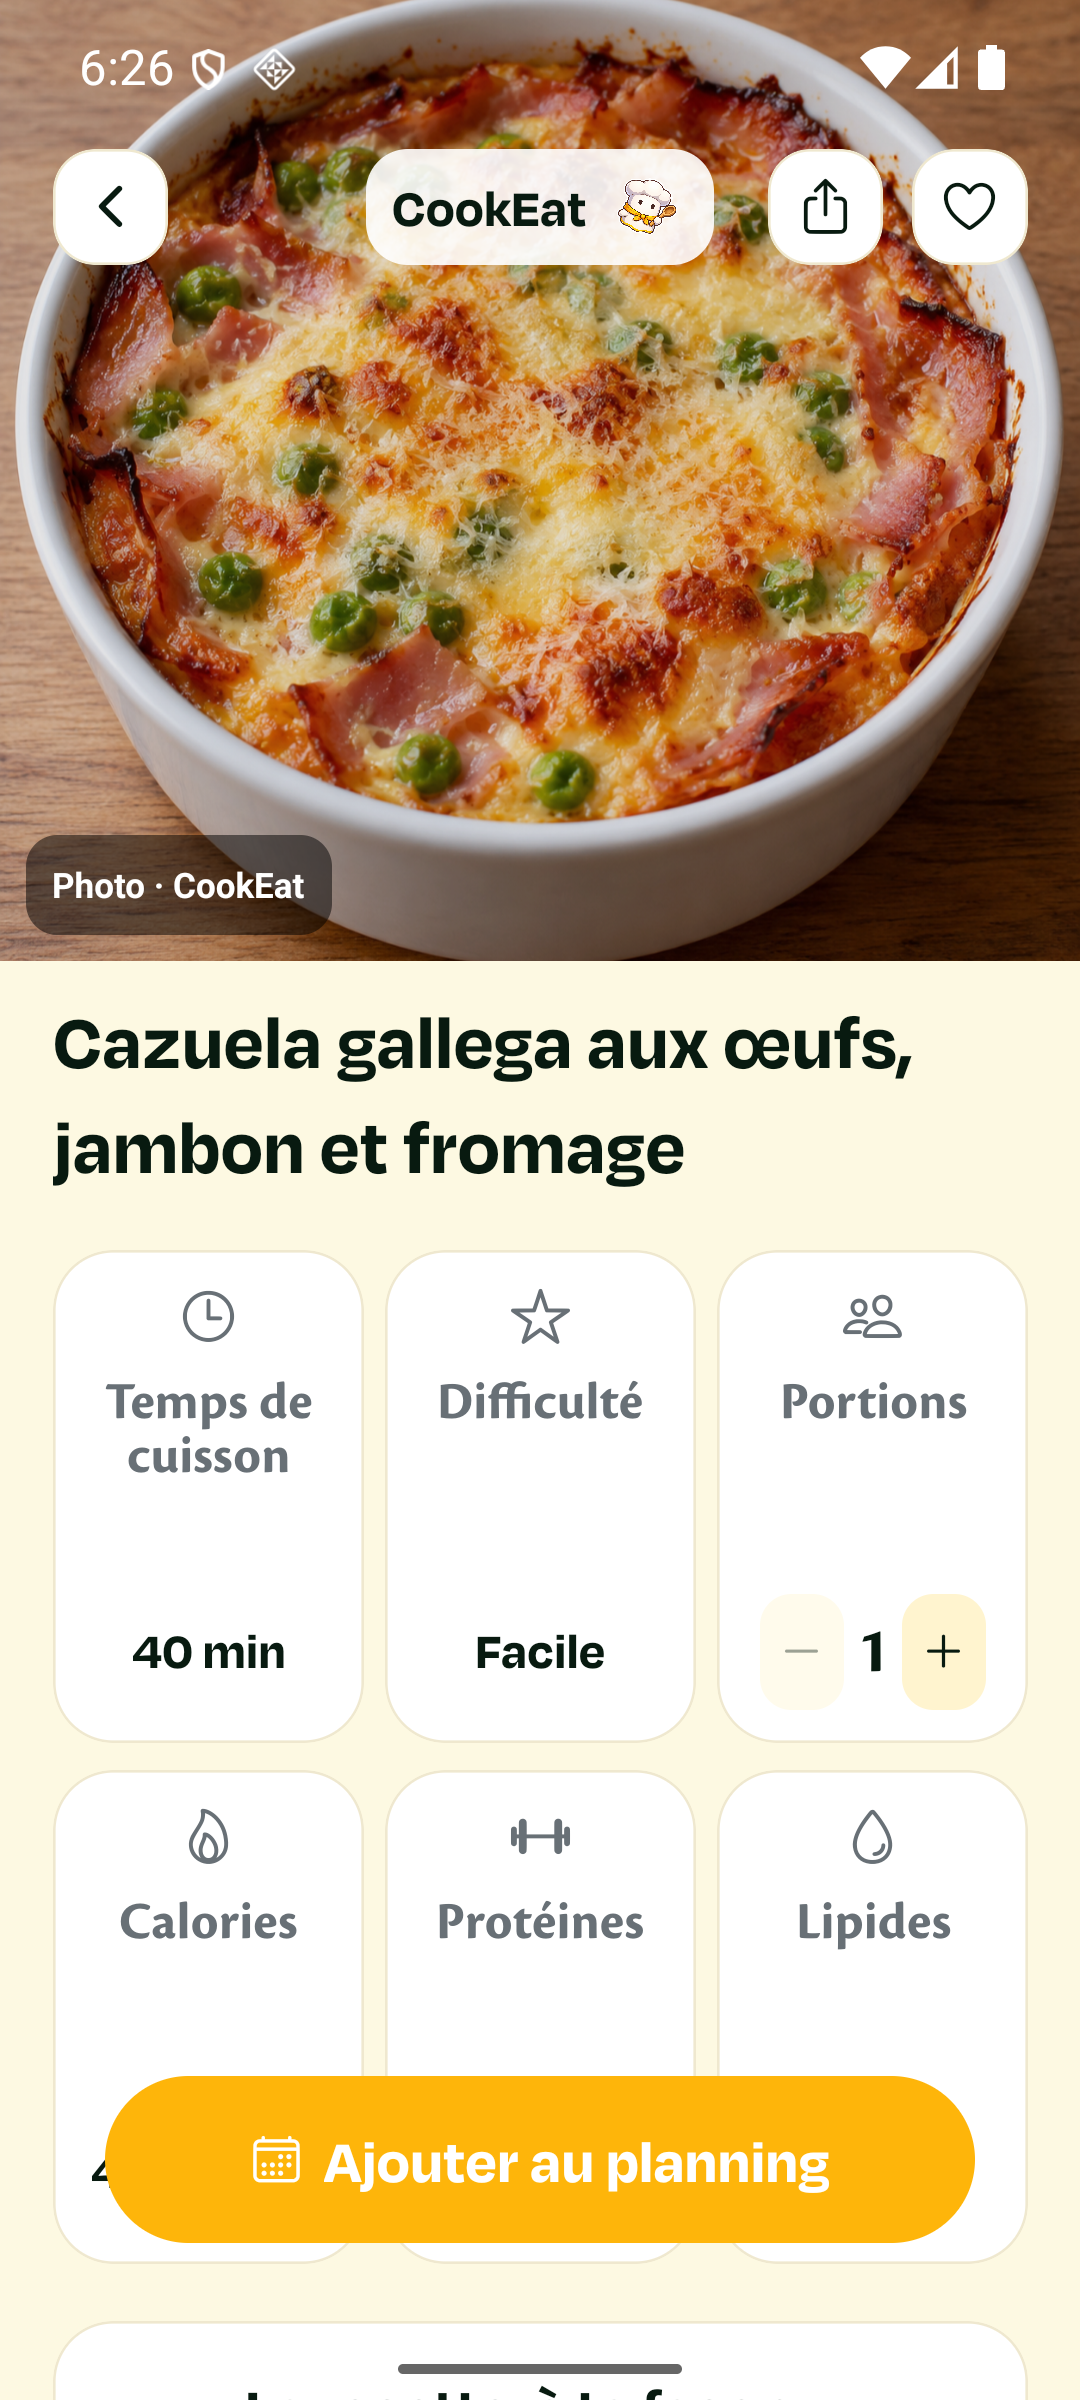 6:26
CookEat
Photo · CookEat
Cazuela gallega aux œufs,
jambon et fromage
Temps de
cuisson
40 min
Difficulté
Facile
Portions
1
Calories
Protéines
Lipides
Ajouter au planning